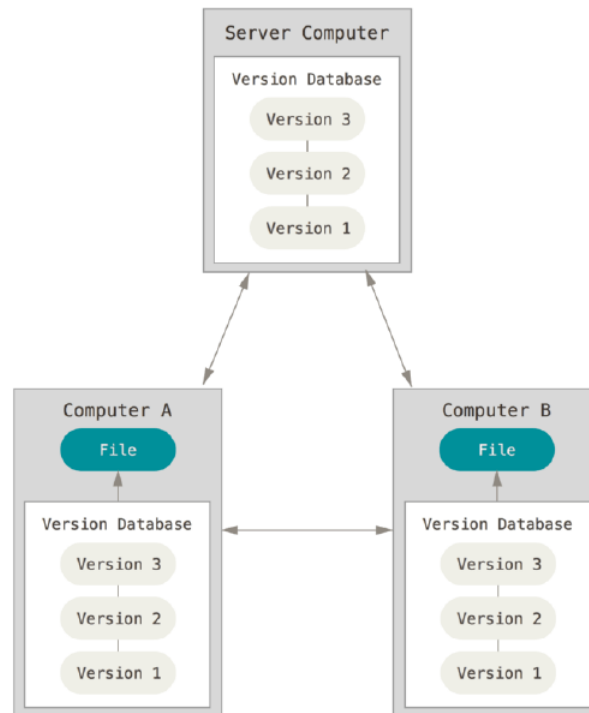 Server Computer
Version Database
Version 3
Version 2
Version 1
Computer A
File
Version Database
Version 3
Version 2
Version 1
Computer B
File
Version Database
Version 3
Version 2
Version 1